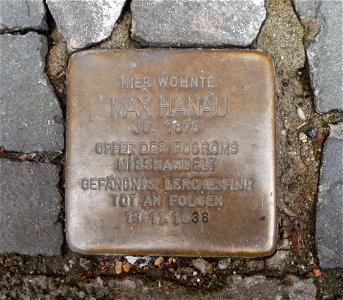 HIER WOHNTE
MAX HANAU
JG. 1879
OPFER DES POGROMS
MISSHANDELT
GEFÄNGNIS LERCHESFLUR
TOT AN FOLGEN
13.11.1938